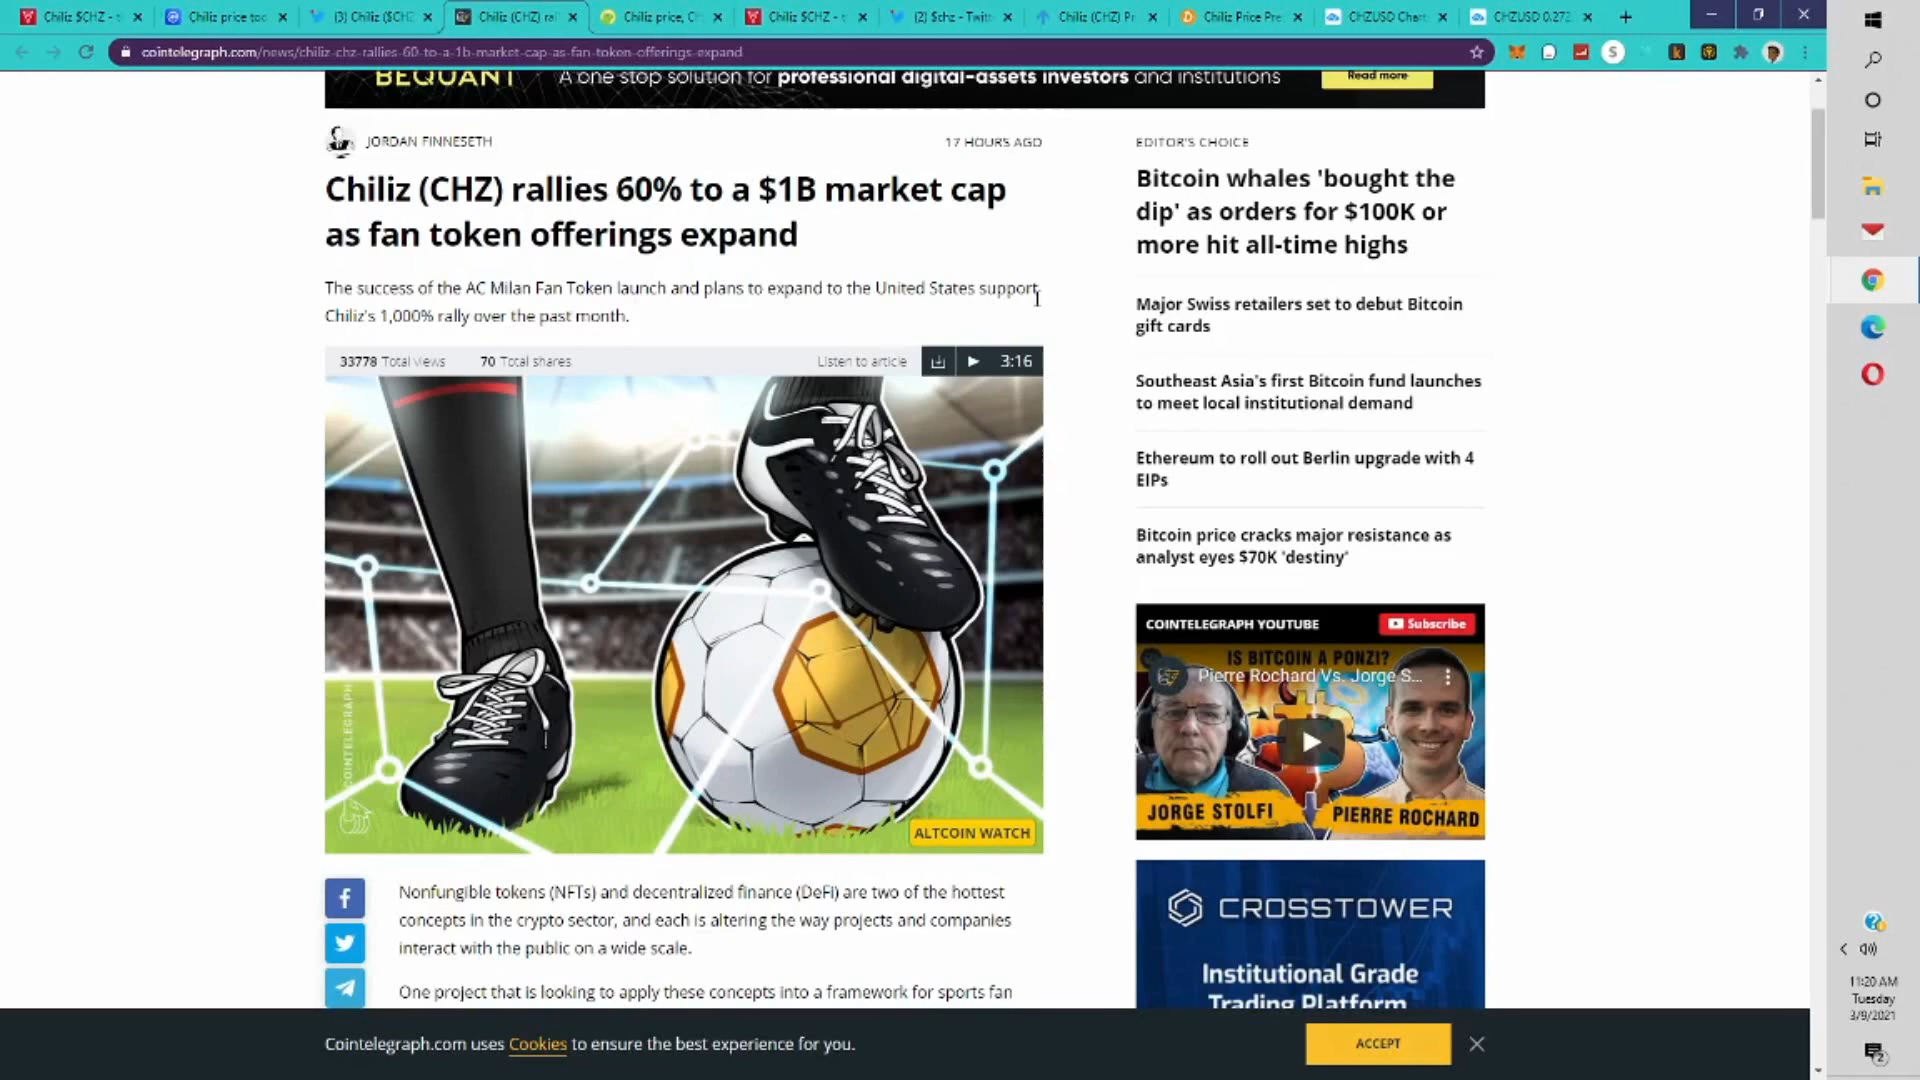 Chiliz $CHZ - t
Chiliz price too
(3) Chiliz ($CHZ
Chiliz (CHZ) ral
Chiliz price, C
Chiliz $CHZ - t
(2) $chz - Twitt
Chiliz (CHZ) Pr
Chiliz Price Pre
CHZUSD Chart
CHZUSD 0.272
cointelegraph.com/news/chiliz-chz-rallies-60-to-a-1b-market-cap-as-fan-token-offerings-expand
BEQUANT
A one stop solution for professional digital-assets investors and institutions
Read more
JORDAN FINNESETH
17 HOURS AGO
Chiliz (CHZ) rallies 60% to a $1B market cap
as fan token offerings expand
The success of the AC Milan Fan Token launch and plans to expand to the United States support
Chiliz's 1,000% rally over the past month.
33778 Total views
70 Total shares
Listen to article
3:16
COINTELEGRAPH
ALTCOIN WATCH
Nonfungible tokens (NFTs) and decentralized finance (DeFi) are two of the hottest
concepts in the crypto sector, and each is altering the way projects and companies
interact with the public on a wide scale.
One project that is looking to apply these concepts into a framework for sports fan
EDITOR'S CHOICE
Bitcoin whales 'bought the
dip' as orders for $100K or
more hit all-time highs
Major Swiss retailers set to debut Bitcoin
gift cards
Southeast Asia's first Bitcoin fund launches
to meet local institutional demand
Ethereum to roll out Berlin upgrade with 4
EIPs
Bitcoin price cracks major resistance as
analyst eyes $70K 'destiny'
COINTELEGRAPH YOUTUBE
Subscribe
IS BITCOIN A PONZI?
Pierre Rochard Vs. Jorge S...
JORGE STOLFI
PIERRE ROCHARD
CROSSTOWER
Institutional Grade
Trading Platform
Cointelegraph.com uses Cookies to ensure the best experience for you.
ACCEPT
11:20 AM
Tuesday
3/9/2021
2